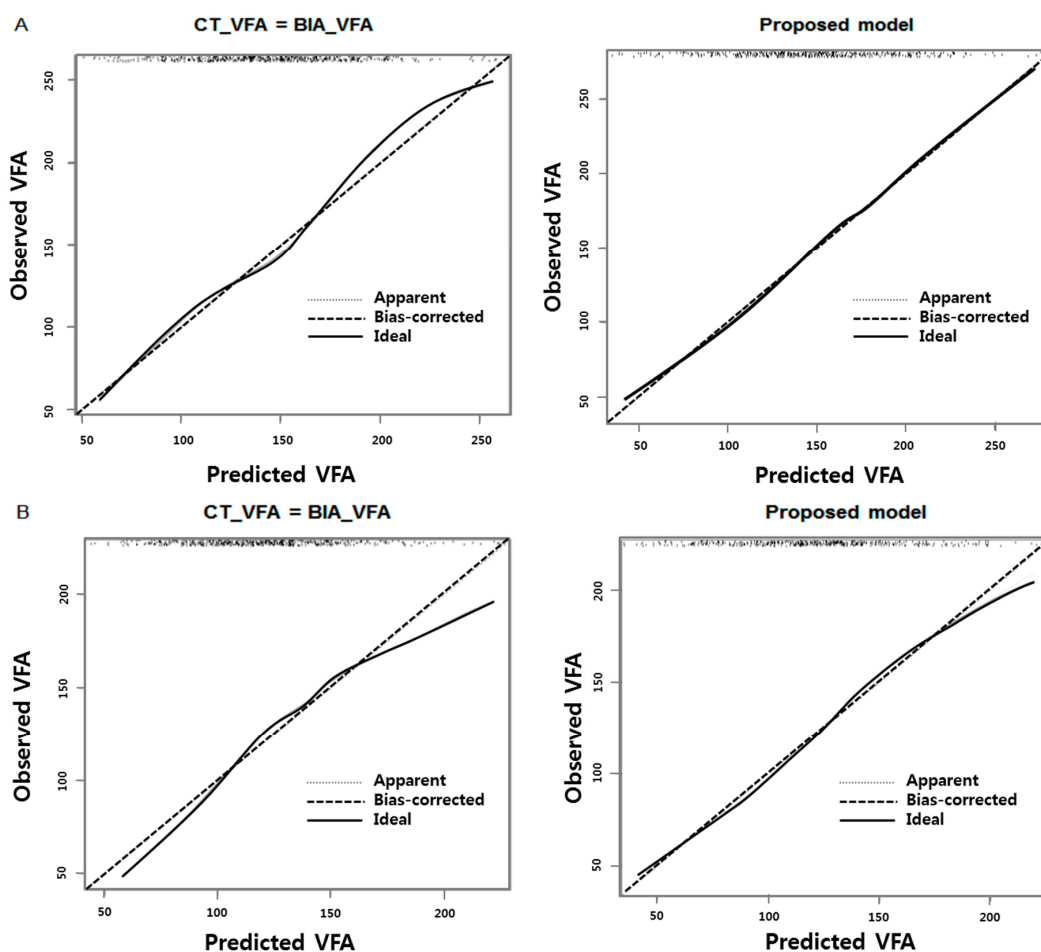 A
CT_VFA = BIA_VFA
Observed VFA
250
200
150
100
50
Apparent
Bias-corrected
Ideal
50 100 150 200 250
Predicted VFA
Proposed model
Observed VFA
250
200
150
100
50
Apparent
Bias-corrected
Ideal
50 100 150 200 250
Predicted VFA
B
CT_VFA = BIA_VFA
Observed VFA
200
150
100
50
Apparent
Bias-corrected
Ideal
50 100 150 200
Predicted VFA
Proposed model
Observed VFA
200
150
100
50
Apparent
Bias-corrected
Ideal
50 100 150 200
Predicted VFA